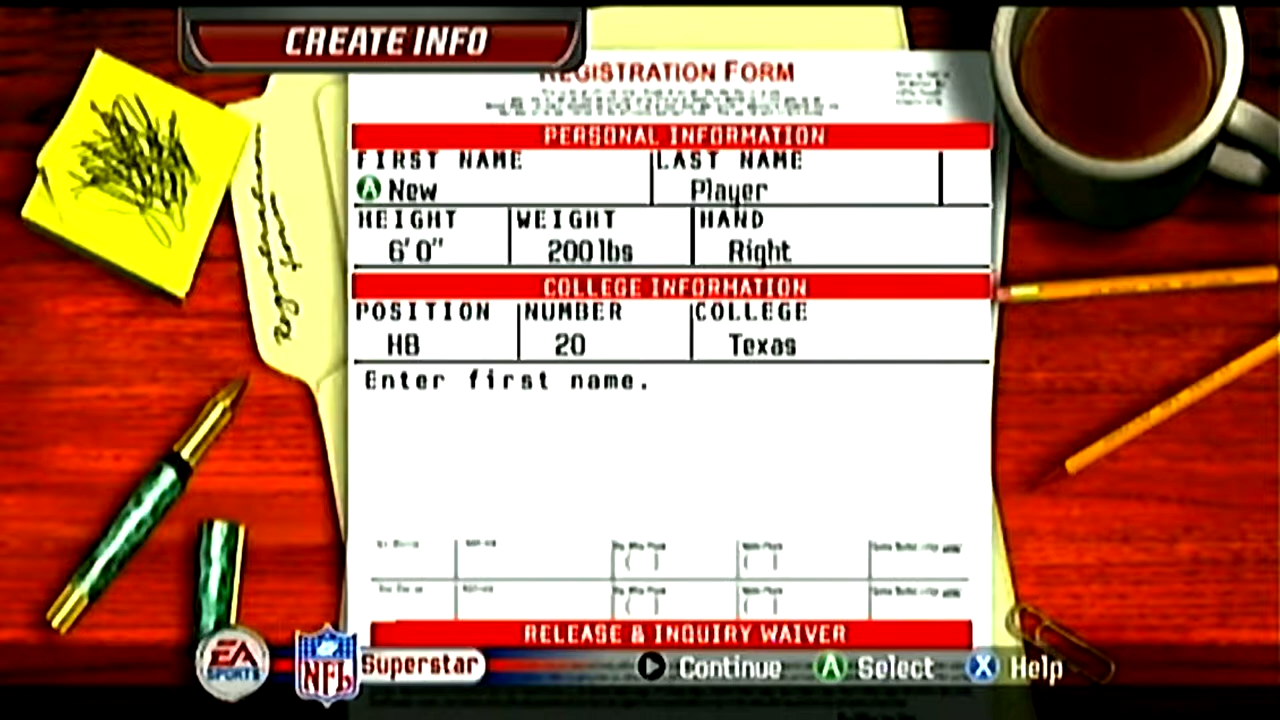 CREATE INFO
REGISTRATION FORM
PERSONAL INFORMATION
FIRST NAME LAST NAME
A New Player
HEIGHT WEIGHT HAND
6' 0" 200 lbs Right
COLLEGE INFORMATION
POSITION NUMBER COLLEGE
HB 20 Texas
Enter first name.
RELEASE & INQUIRY WAIVER
EA SPORTS NFL Superstar Continue A Select X Help